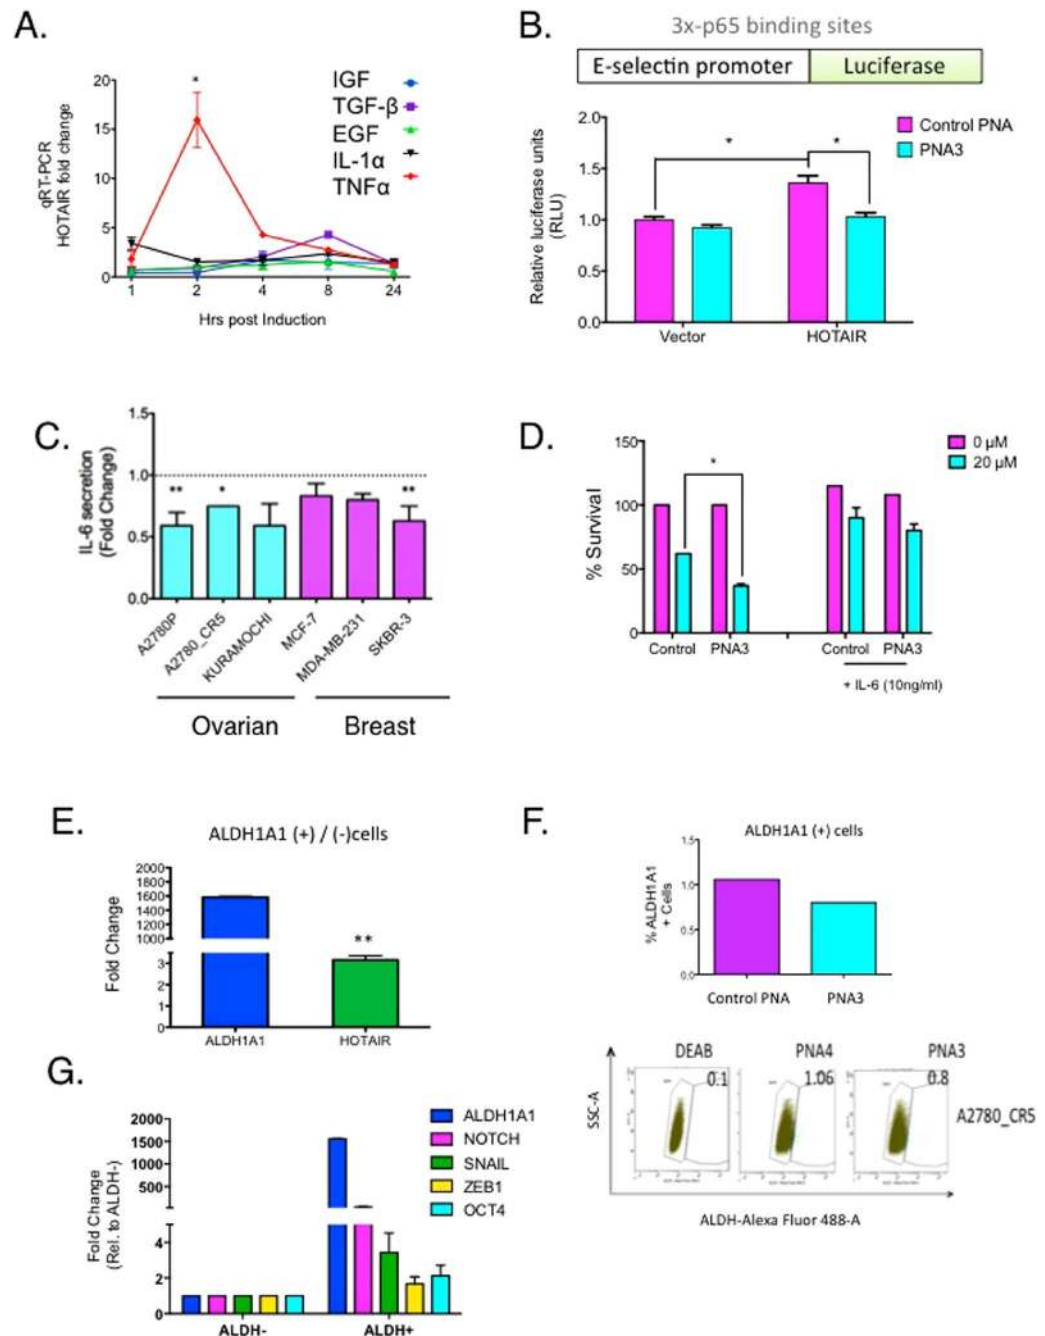 A.
20
15
10
5
0
qRT-PCR
HOTAIR fold change
*
IGF
TGF-β
EGF
IL-1α
TNFα
1 2 4 8 24
Hrs post Induction
B.
3x-p65 binding sites
E-selectin promoter Luciferase
2.0
1.5
1.0
0.5
0.0
Relative luciferase units
(RLU)
* *
Control PNA
PNA3
Vector HOTAIR
C.
1.5
1.0
0.5
0.0
IL-6 secretion
(Fold Change)
** * **
A2780P
A2780_CR5
KURAMOCHI
MCF-7
MDA-MB-231
SKBR-3
Ovarian Breast
D.
150
100
50
0
% Survival
*
0 µM
20 µM
Control PNA3 Control PNA3
+ IL-6 (10ng/ml)
E.
ALDH1A1 (+) / (-)cells
2000
1800
1600
1400
1200
1000
3
2
1
0
Fold Change
**
ALDH1A1 HOTAIR
F.
ALDH1A1 (+) cells
1.5
1.0
0.5
0.0
% ALDH1A1
+ Cells
Control PNA PNA3
DEAB PNA4 PNA3
0.1 1.06 0.8
SSC-A
A2780_CR5
ALDH-Alexa Fluor 488-A
G.
2000
1500
1000
500
4
2
0
Fold Change
(Rel. to ALDH-)
ALDH1A1
NOTCH
SNAIL
ZEB1
OCT4
ALDH- ALDH+